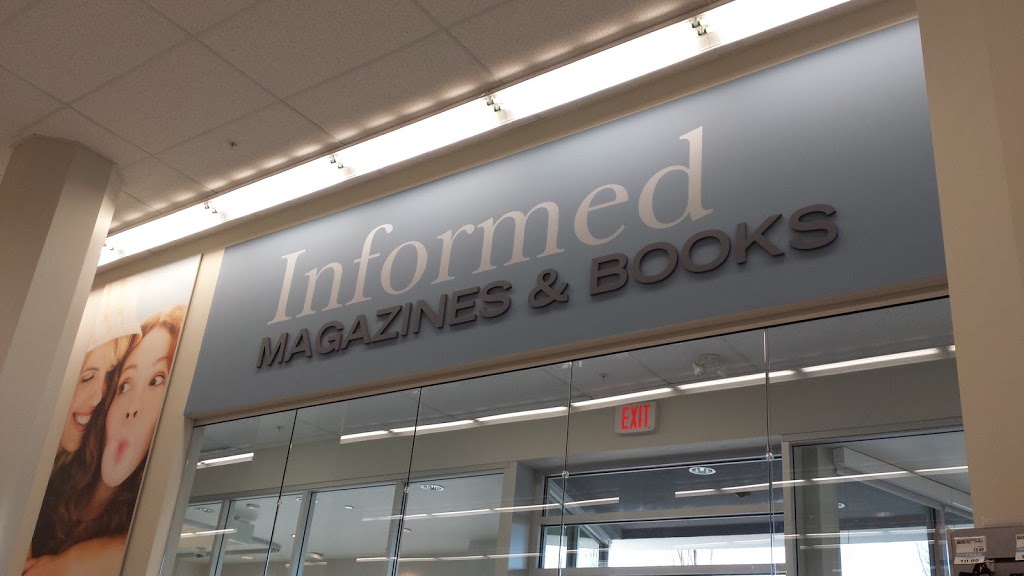 Informed
MAGAZINES & BOOKS
EXIT